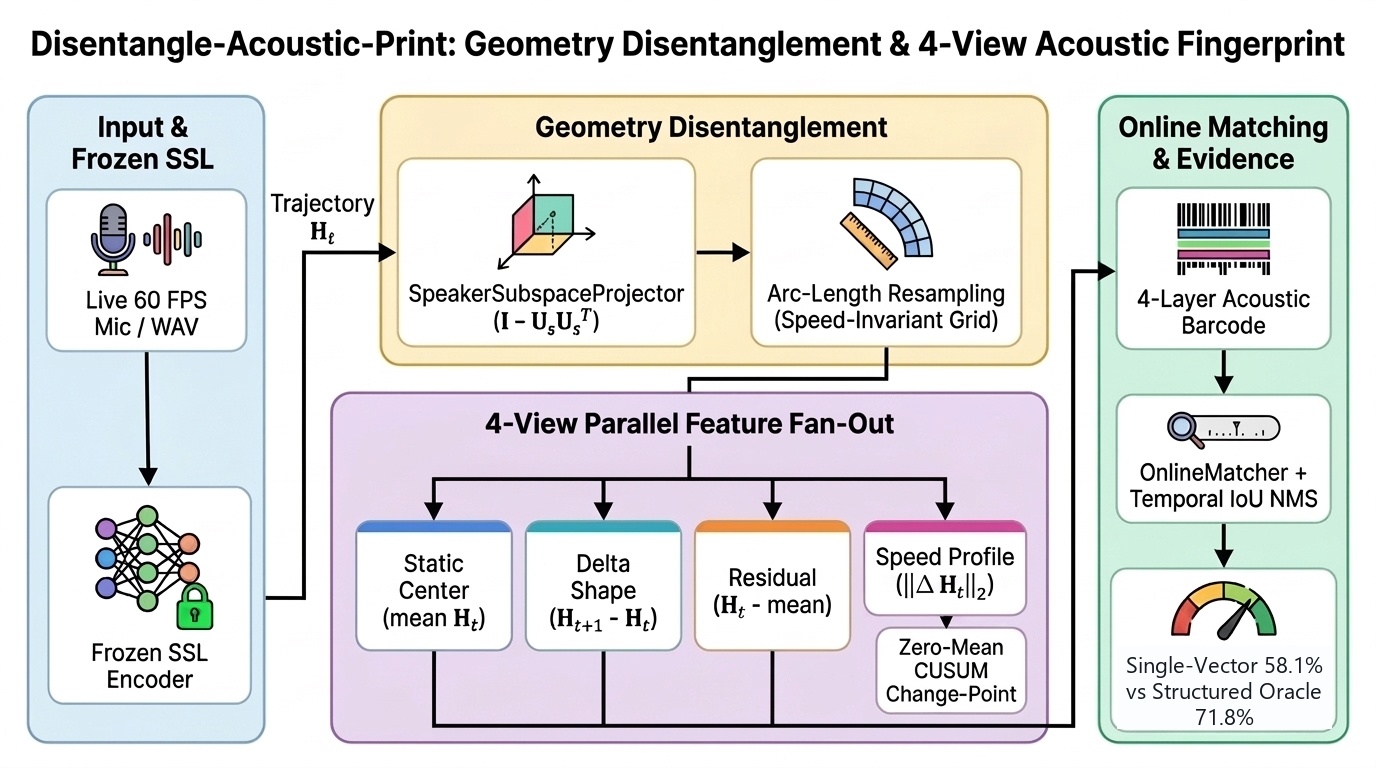 Disentangle-Acoustic-Print: Geometry Disentanglement & 4-View Acoustic Fingerprint
Input &
Frozen SSL
Live 60 FPS
Mic / WAV
Frozen SSL
Encoder
Trajectory
H_ℓ
Geometry Disentanglement
SpeakerSubspaceProjector
(I – U_sU_s^T)
Arc-Length Resampling
(Speed-Invariant Grid)
4-View Parallel Feature Fan-Out
Static
Center
(mean H_t)
Delta
Shape
(H_{t+1} - H_t)
Residual
(H_t - mean)
Speed Profile
(||Δ H_t||_2)
Zero-Mean
CUSUM
Change-Point
Online Matching
& Evidence
4-Layer Acoustic
Barcode
OnlineMatcher +
Temporal IoU NMS
Single-Vector 58.1%
vs Structured Oracle
71.8%